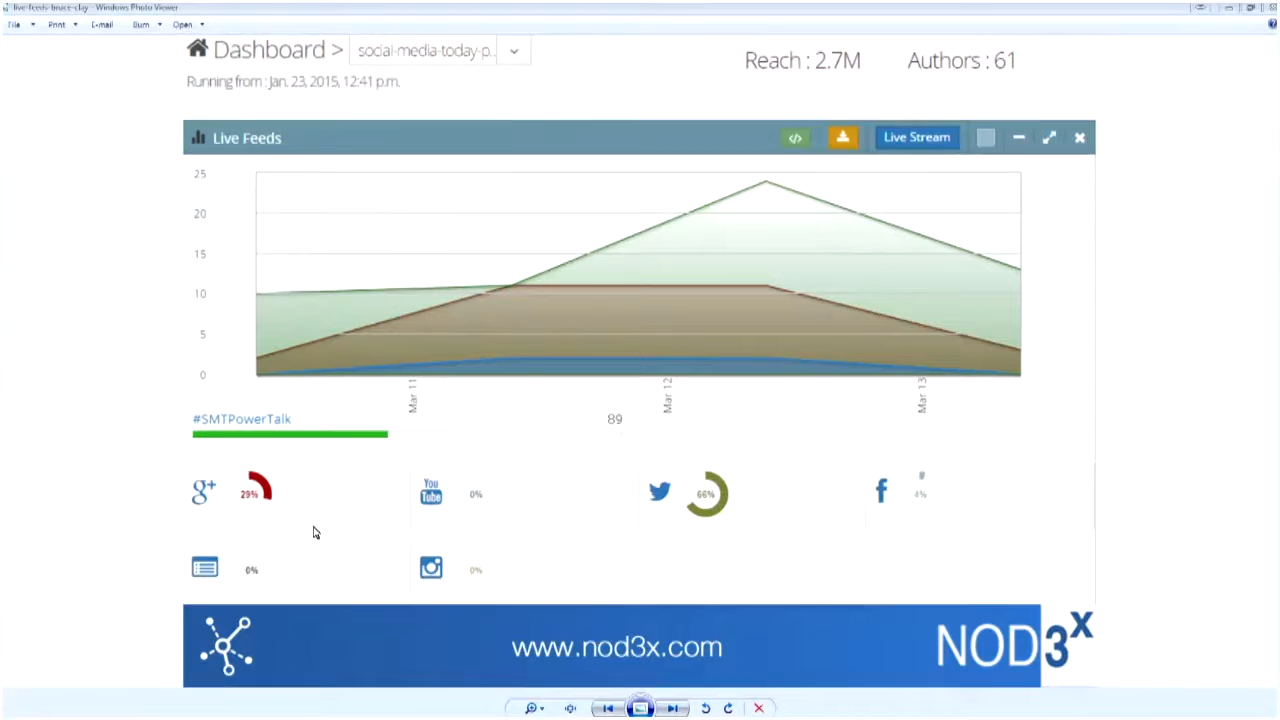 live-feeds-bruce-clay - Windows Photo Viewer
File Print E-mail Burn Open
Dashboard > social-media-today-p...
Reach : 2.7M Authors : 61
Running from : Jan. 23, 2015, 12:41 p.m.
Live Feeds </> Live Stream
25
20
15
10
5
0
Mar 11 Mar 12 Mar 13
#SMTPowerTalk 89
g+ 29% You Tube 0% 66% f 4%
0% 0%
www.nod3x.com NOD3x